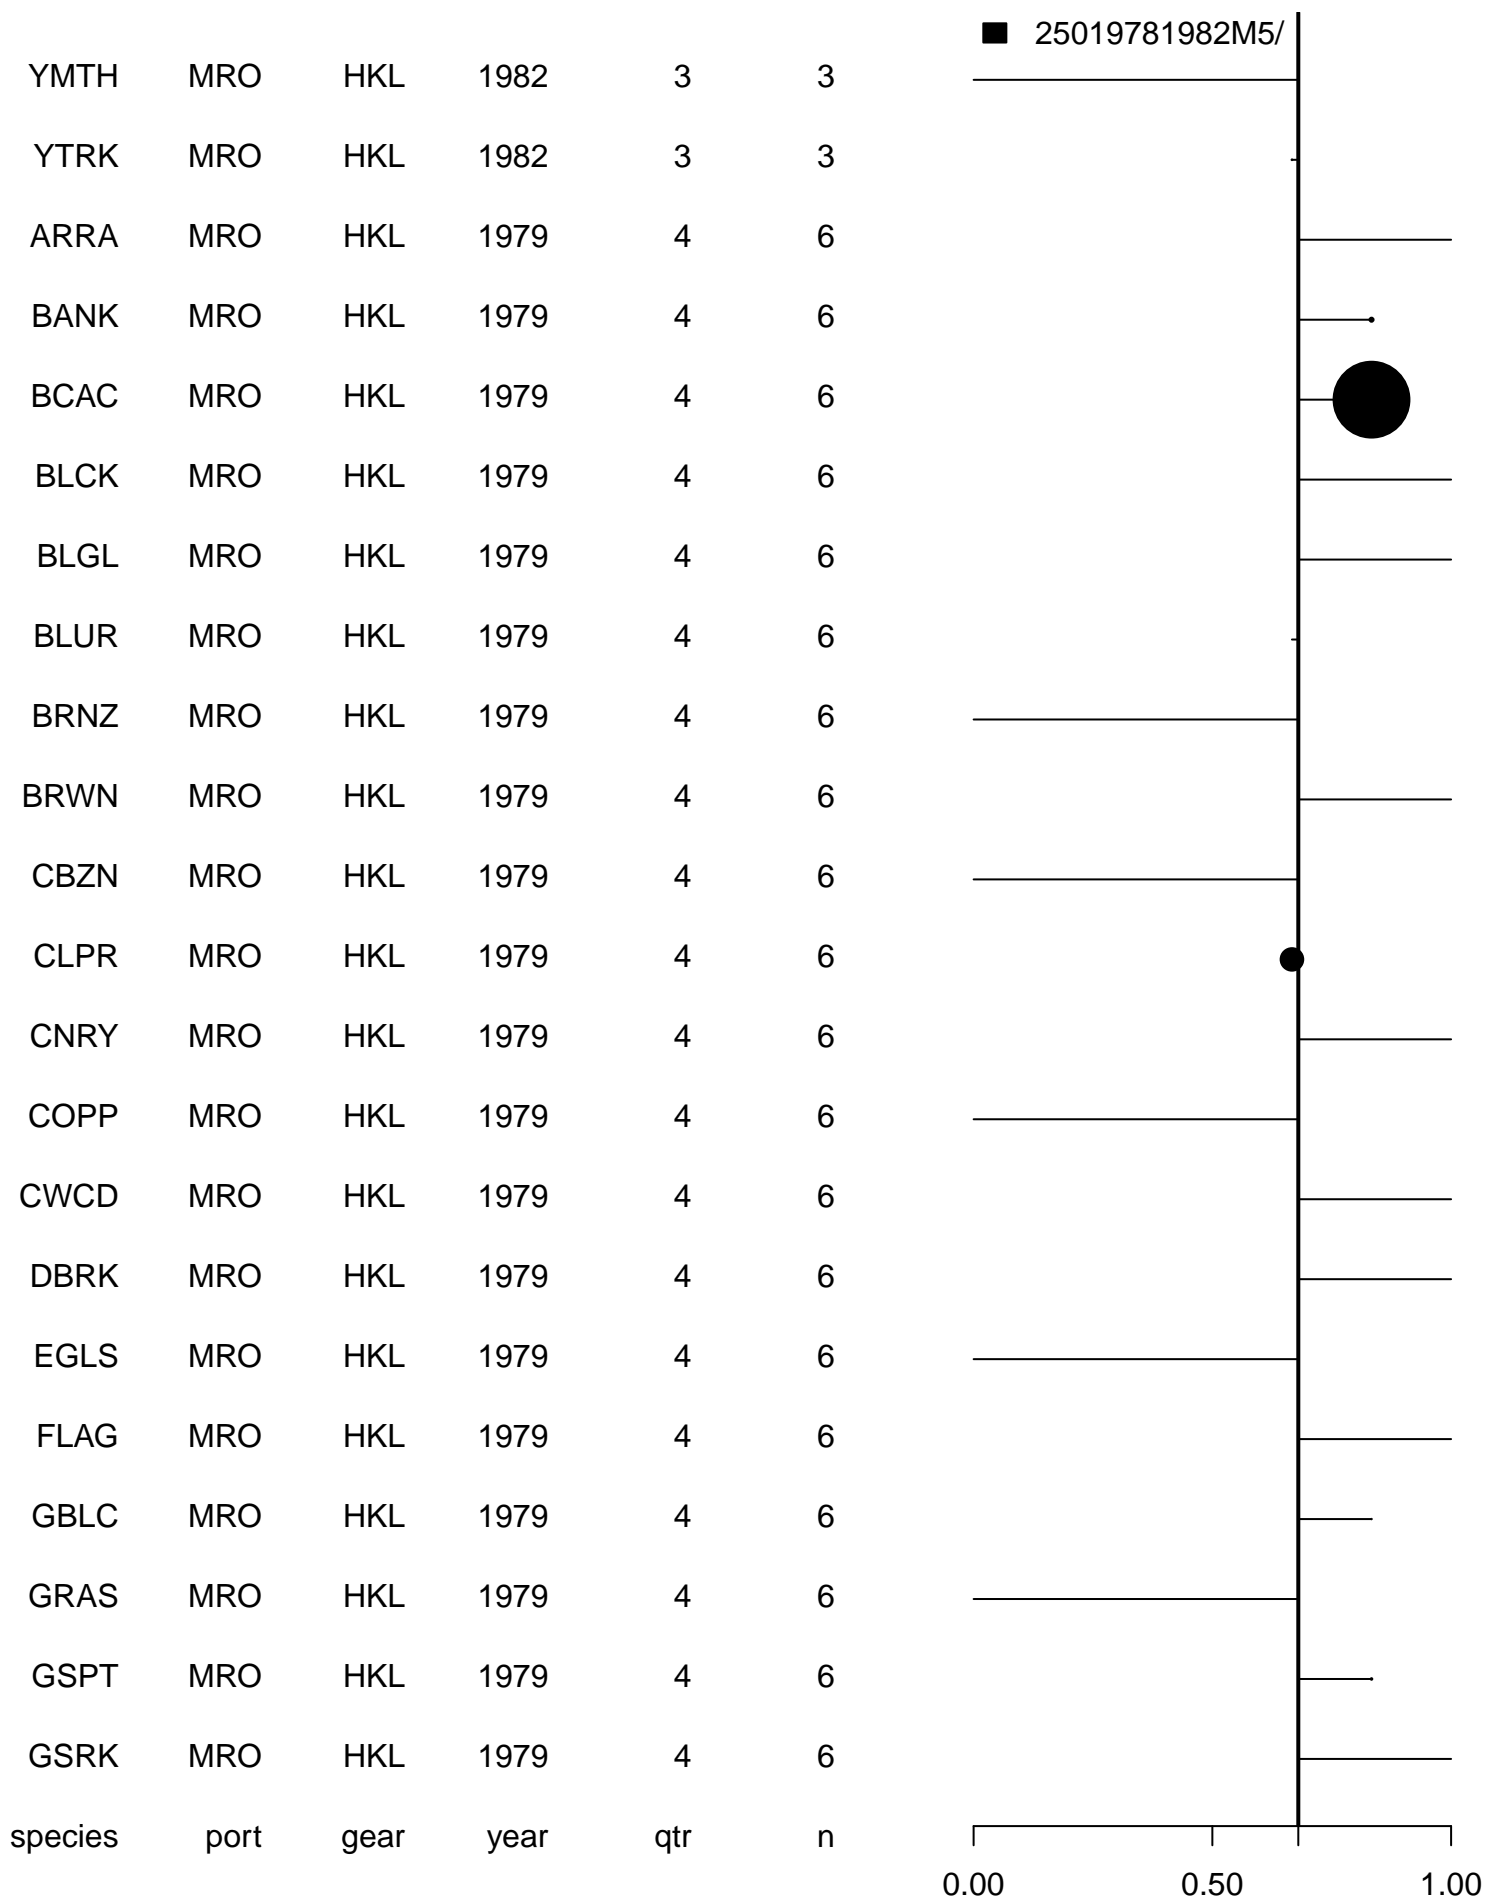 25019781982M5/
YMTH MRO HKL 1982 3 3
YTRK MRO HKL 1982 3 3
ARRA MRO HKL 1979 4 6
BANK MRO HKL 1979 4 6
BCAC MRO HKL 1979 4 6
BLCK MRO HKL 1979 4 6
BLGL MRO HKL 1979 4 6
BLUR MRO HKL 1979 4 6
BRNZ MRO HKL 1979 4 6
BRWN MRO HKL 1979 4 6
CBZN MRO HKL 1979 4 6
CLPR MRO HKL 1979 4 6
CNRY MRO HKL 1979 4 6
COPP MRO HKL 1979 4 6
CWCD MRO HKL 1979 4 6
DBRK MRO HKL 1979 4 6
EGLS MRO HKL 1979 4 6
FLAG MRO HKL 1979 4 6
GBLC MRO HKL 1979 4 6
GRAS MRO HKL 1979 4 6
GSPT MRO HKL 1979 4 6
GSRK MRO HKL 1979 4 6
species port gear year qtr n
0.00 0.50 1.00